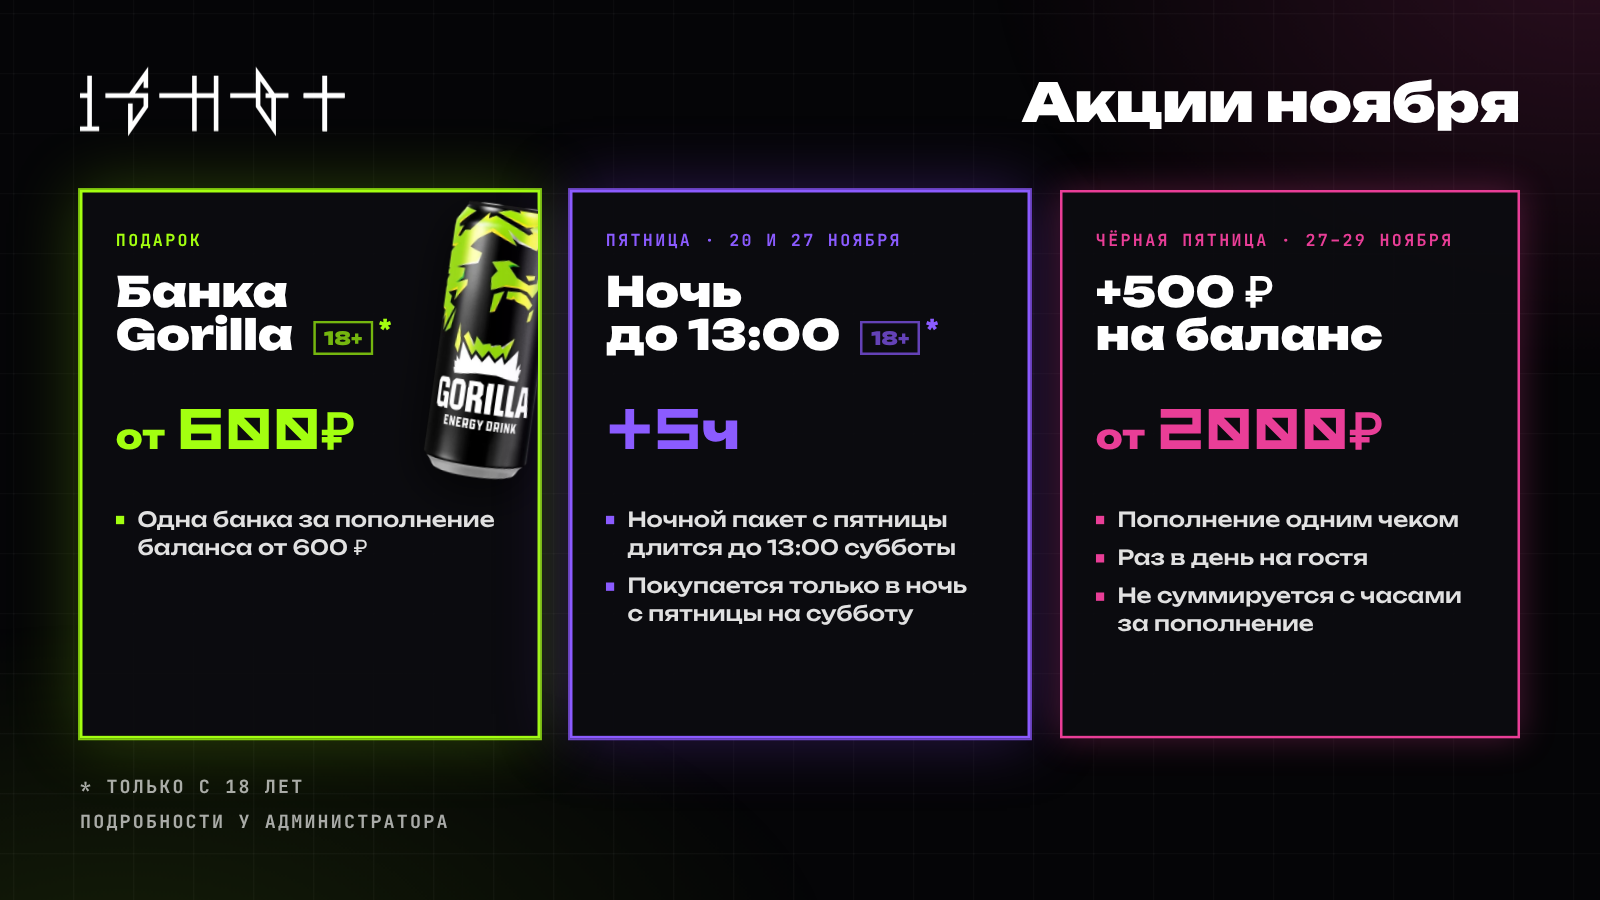 Акции ноября
ПОДАРОК
Банка
Gorilla 18+ *
от 600₽
Одна банка за пополнение
баланса от 600 ₽
GORILLA
ENERGY DRINK
ПЯТНИЦА · 20 И 27 НОЯБРЯ
Ночь
до 13:00 18+ *
+5ч
Ночной пакет с пятницы
длится до 13:00 субботы
Покупается только в ночь
с пятницы на субботу
ЧЁРНАЯ ПЯТНИЦА · 27–29 НОЯБРЯ
+500 ₽
на баланс
от 2000₽
Пополнение одним чеком
Раз в день на гостя
Не суммируется с часами
за пополнение
* ТОЛЬКО С 18 ЛЕТ
ПОДРОБНОСТИ У АДМИНИСТРАТОРА